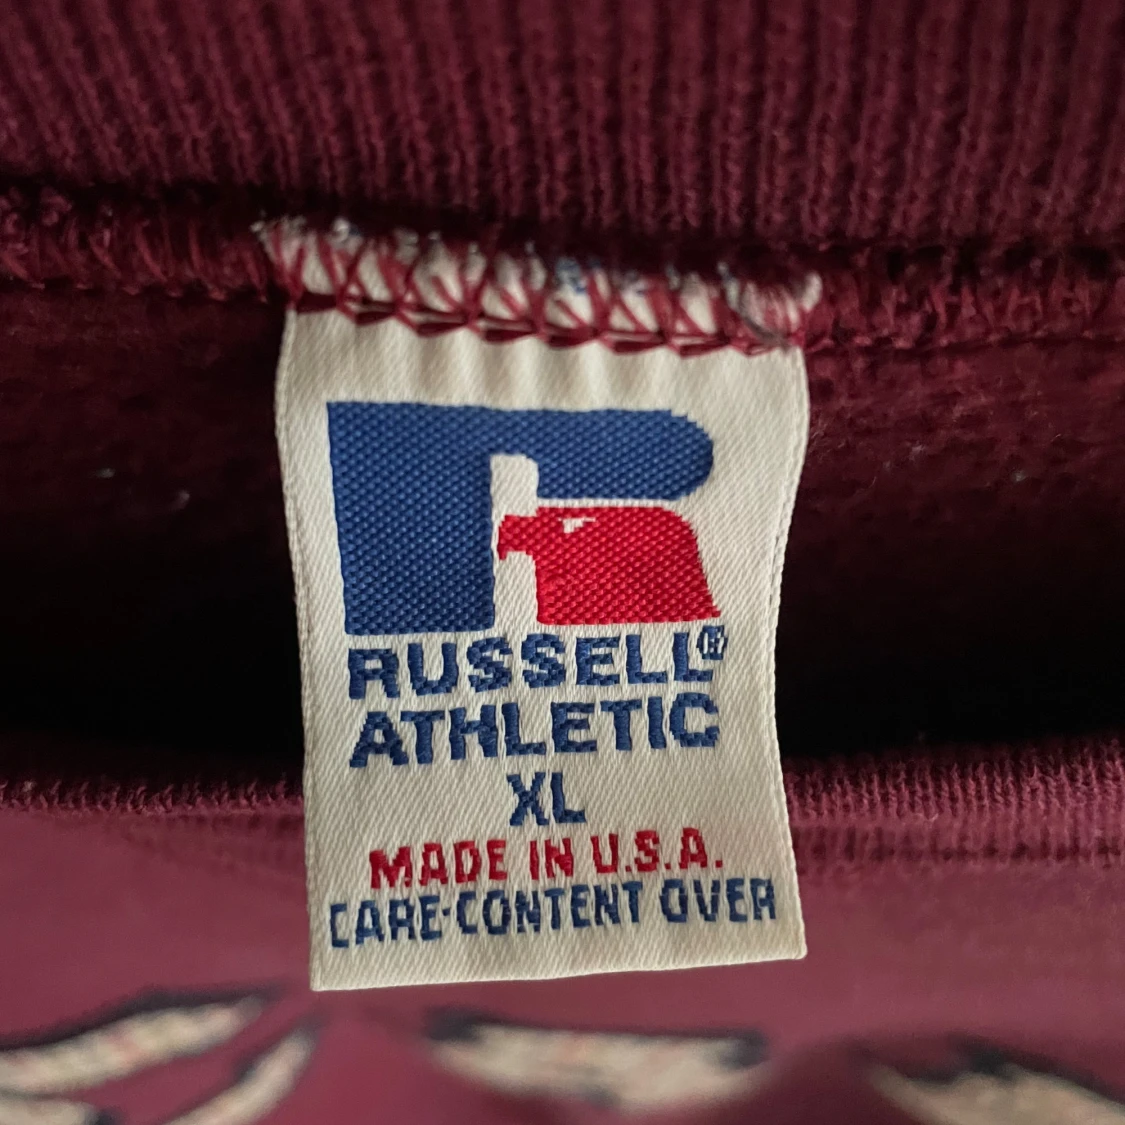 RUSSELL®
ATHLETIC
XL
MADE IN U.S.A.
CARE-CONTENT OVER